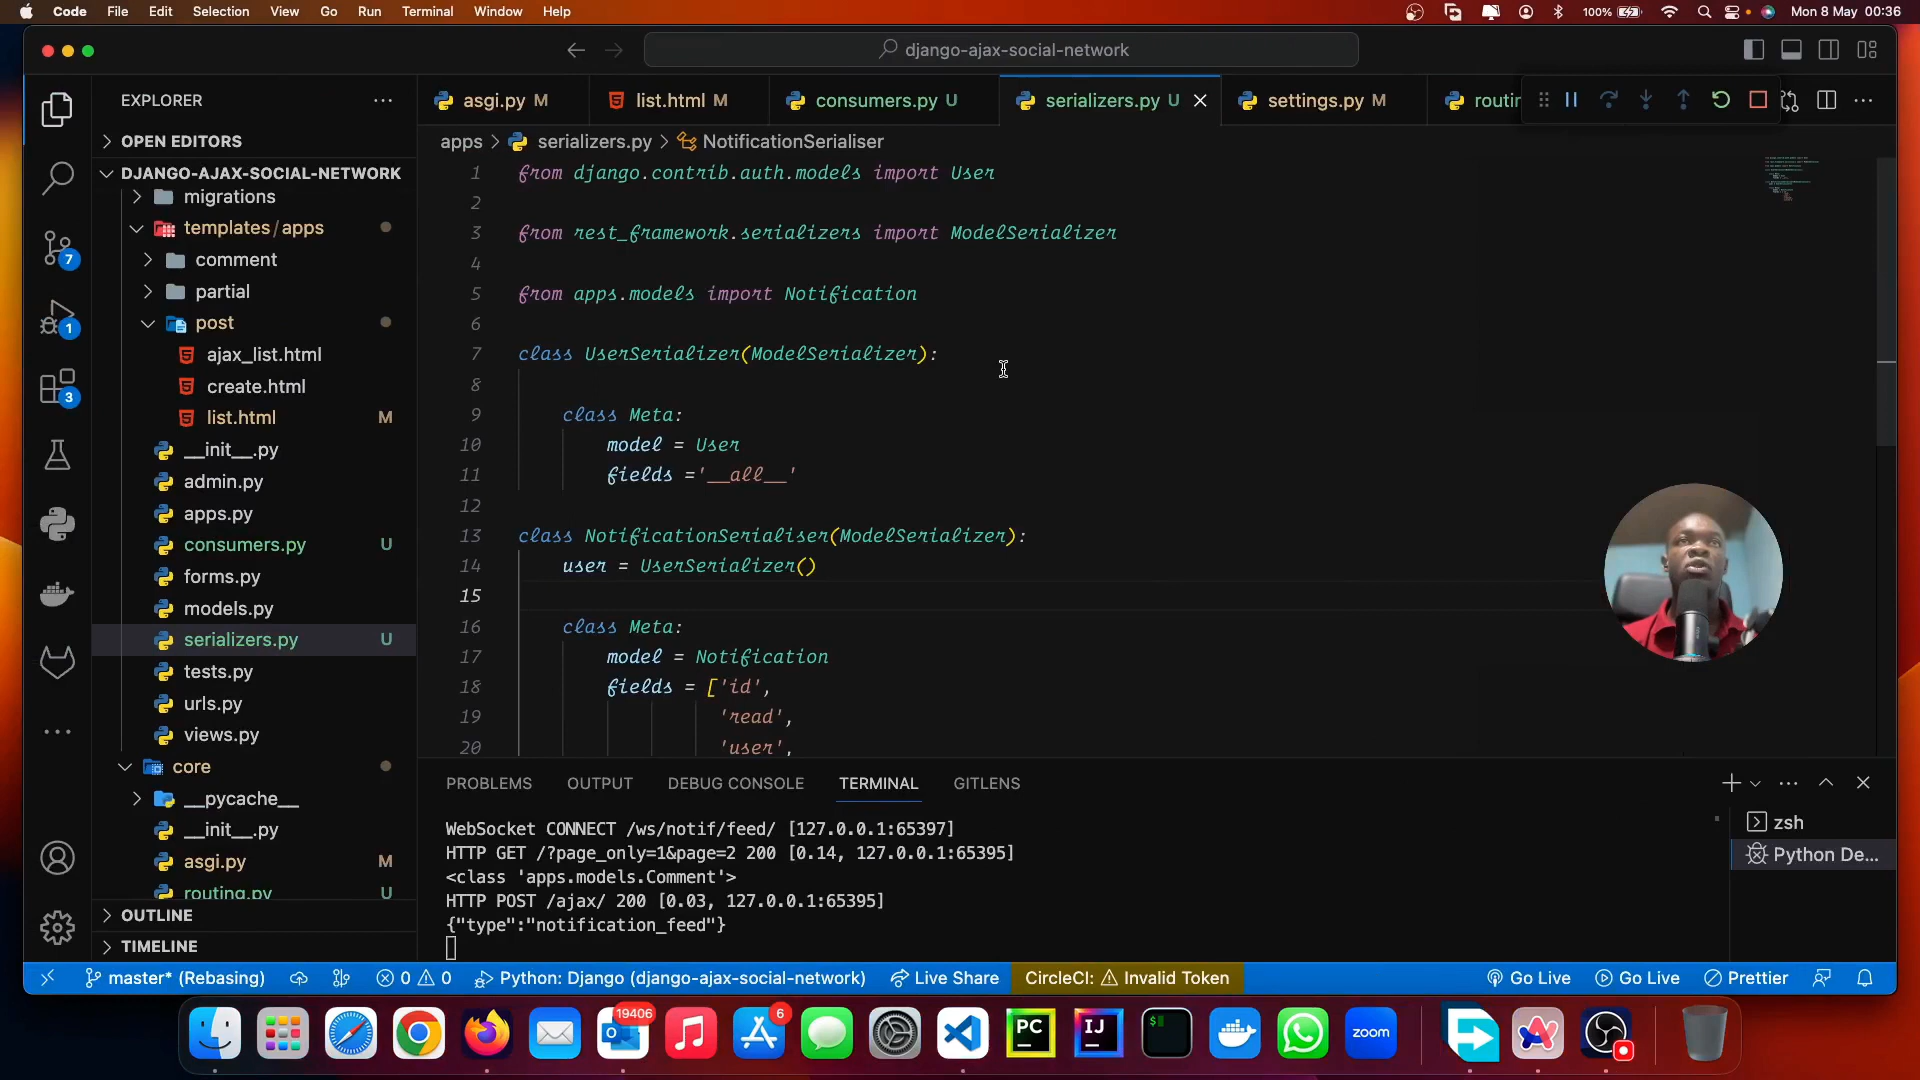 Code File Edit Selection View Go Run Terminal Window Help 100% Mon 8 May 00:36
django-ajax-social-network
EXPLORER
asgi.py M list.html M consumers.py U serializers.py U settings.py M routin
apps > serializers.py > NotificationSerialiser
OPEN EDITORS
DJANGO-AJAX-SOCIAL-NETWORK
migrations
templates/apps
comment
partial
post
ajax_list.html
create.html
list.html M
__init__.py
admin.py
apps.py
consumers.py U
forms.py
models.py
serializers.py U
tests.py
urls.py
views.py
core
__pycache__
__init__.py
asgi.py M
routing.py U
OUTLINE
TIMELINE
7
1
3
1 from django.contrib.auth.models import User
2
3 from rest_framework.serializers import ModelSerializer
4
5 from apps.models import Notification
6
7 class UserSerializer(ModelSerializer):
8
9 class Meta:
10 model = User
11 fields ='__all__'
12
13 class NotificationSerialiser(ModelSerializer):
14 user = UserSerializer()
15
16 class Meta:
17 model = Notification
18 fields = ['id',
19 'read',
20 'user',
PROBLEMS OUTPUT DEBUG CONSOLE TERMINAL GITLENS
WebSocket CONNECT /ws/notif/feed/ [127.0.0.1:65397]
HTTP GET /?page_only=1&page=2 200 [0.14, 127.0.0.1:65395]
<class 'apps.models.Comment'>
HTTP POST /ajax/ 200 [0.03, 127.0.0.1:65395]
{"type":"notification_feed"}
zsh
Python De...
master* (Rebasing) 0 0 Python: Django (django-ajax-social-network) Live Share CircleCI: Invalid Token Go Live Go Live Prettier
19406
6
PC
IJ
zoom